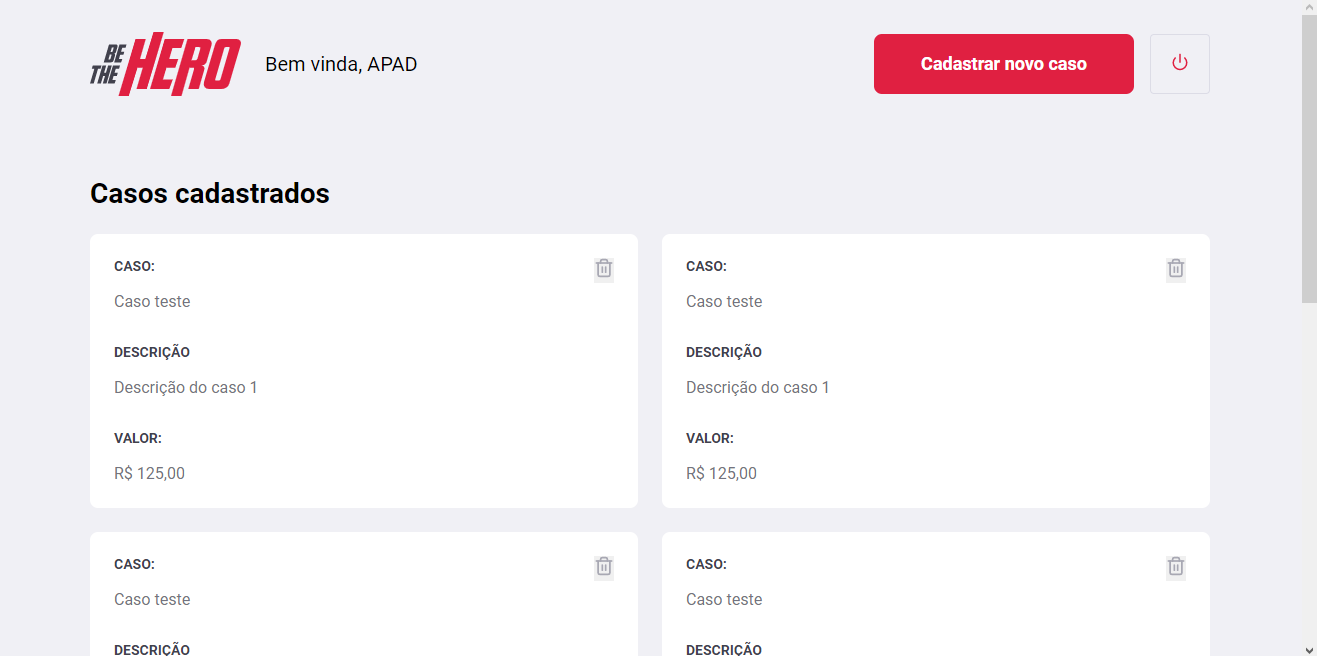 BE THE HERO
Bem vinda, APAD
Cadastrar novo caso
Casos cadastrados
CASO:
Caso teste
DESCRIÇÃO
Descrição do caso 1
VALOR:
R$ 125,00
CASO:
Caso teste
DESCRIÇÃO
Descrição do caso 1
VALOR:
R$ 125,00
CASO:
Caso teste
DESCRIÇÃO
CASO:
Caso teste
DESCRIÇÃO